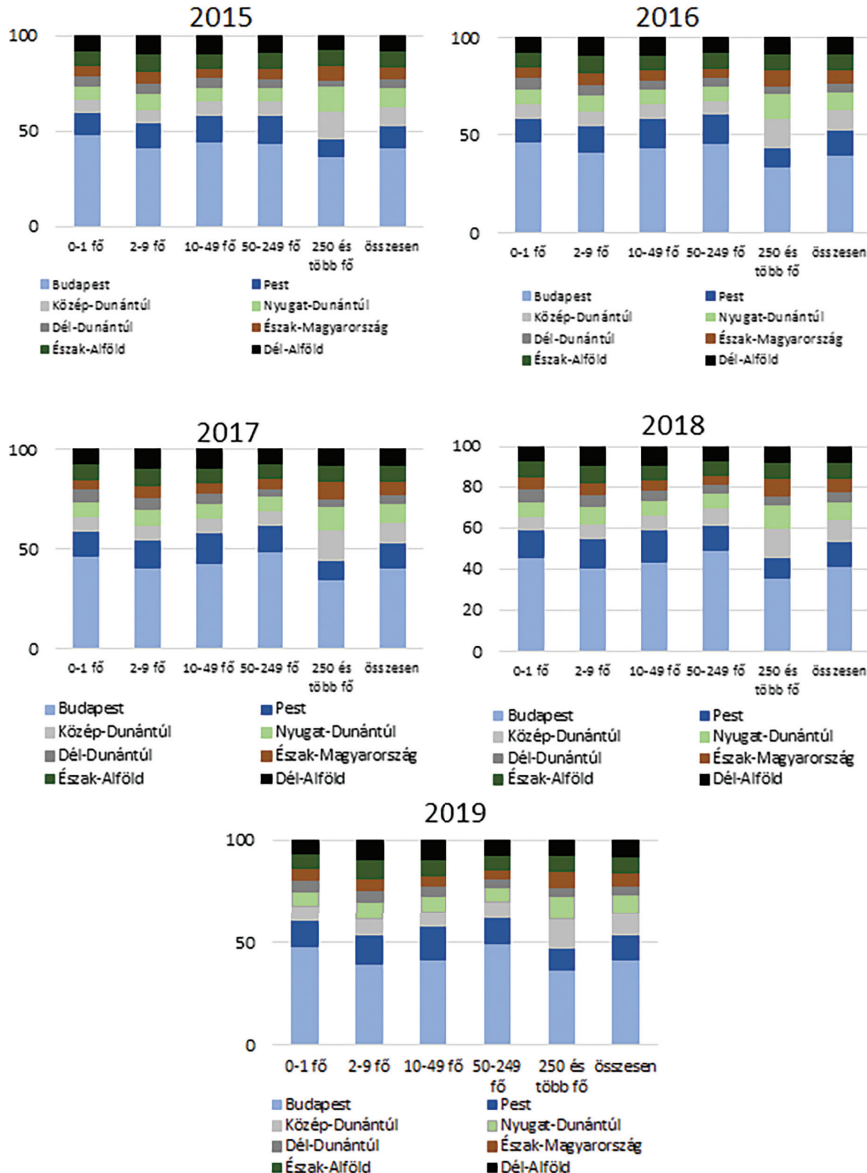 2015
100
50
0
0-1 fő 2-9 fő 10-49 fő 50-249 fő 250 és több fő összesen
Budapest Pest
Közép-Dunántúl Nyugat-Dunántúl
Dél-Dunántúl Észak-Magyarország
Észak-Alföld Dél-Alföld
2016
100
50
0
0-1 fő 2-9 fő 10-49 fő 50-249 fő 250 és összesen
több fő
Budapest Pest
Közép-Dunántúl Nyugat-Dunántúl
Dél-Dunántúl Észak-Magyarország
Észak-Alföld Dél-Alföld
2017
100
50
0
0-1 fő 2-9 fő 10-49 fő 50-249 fő 250 és összesen
több fő
Budapest Pest
Közép-Dunántúl Nyugat-Dunántúl
Dél-Dunántúl Észak-Magyarország
Észak-Alföld Dél-Alföld
2018
100
80
60
40
20
0
0-1 fő 2-9 fő 10-49 fő 50-249 fő 250 és összesen
több fő
Budapest Pest
Közép-Dunántúl Nyugat-Dunántúl
Dél-Dunántúl Észak-Magyarország
Észak-Alföld Dél-Alföld
2019
100
50
0
0-1 fő 2-9 fő 10-49 fő 50-249 250 és összesen
fő több fő
Budapest Pest
Közép-Dunántúl Nyugat-Dunántúl
Dél-Dunántúl Észak-Magyarország
Észak-Alföld Dél-Alföld